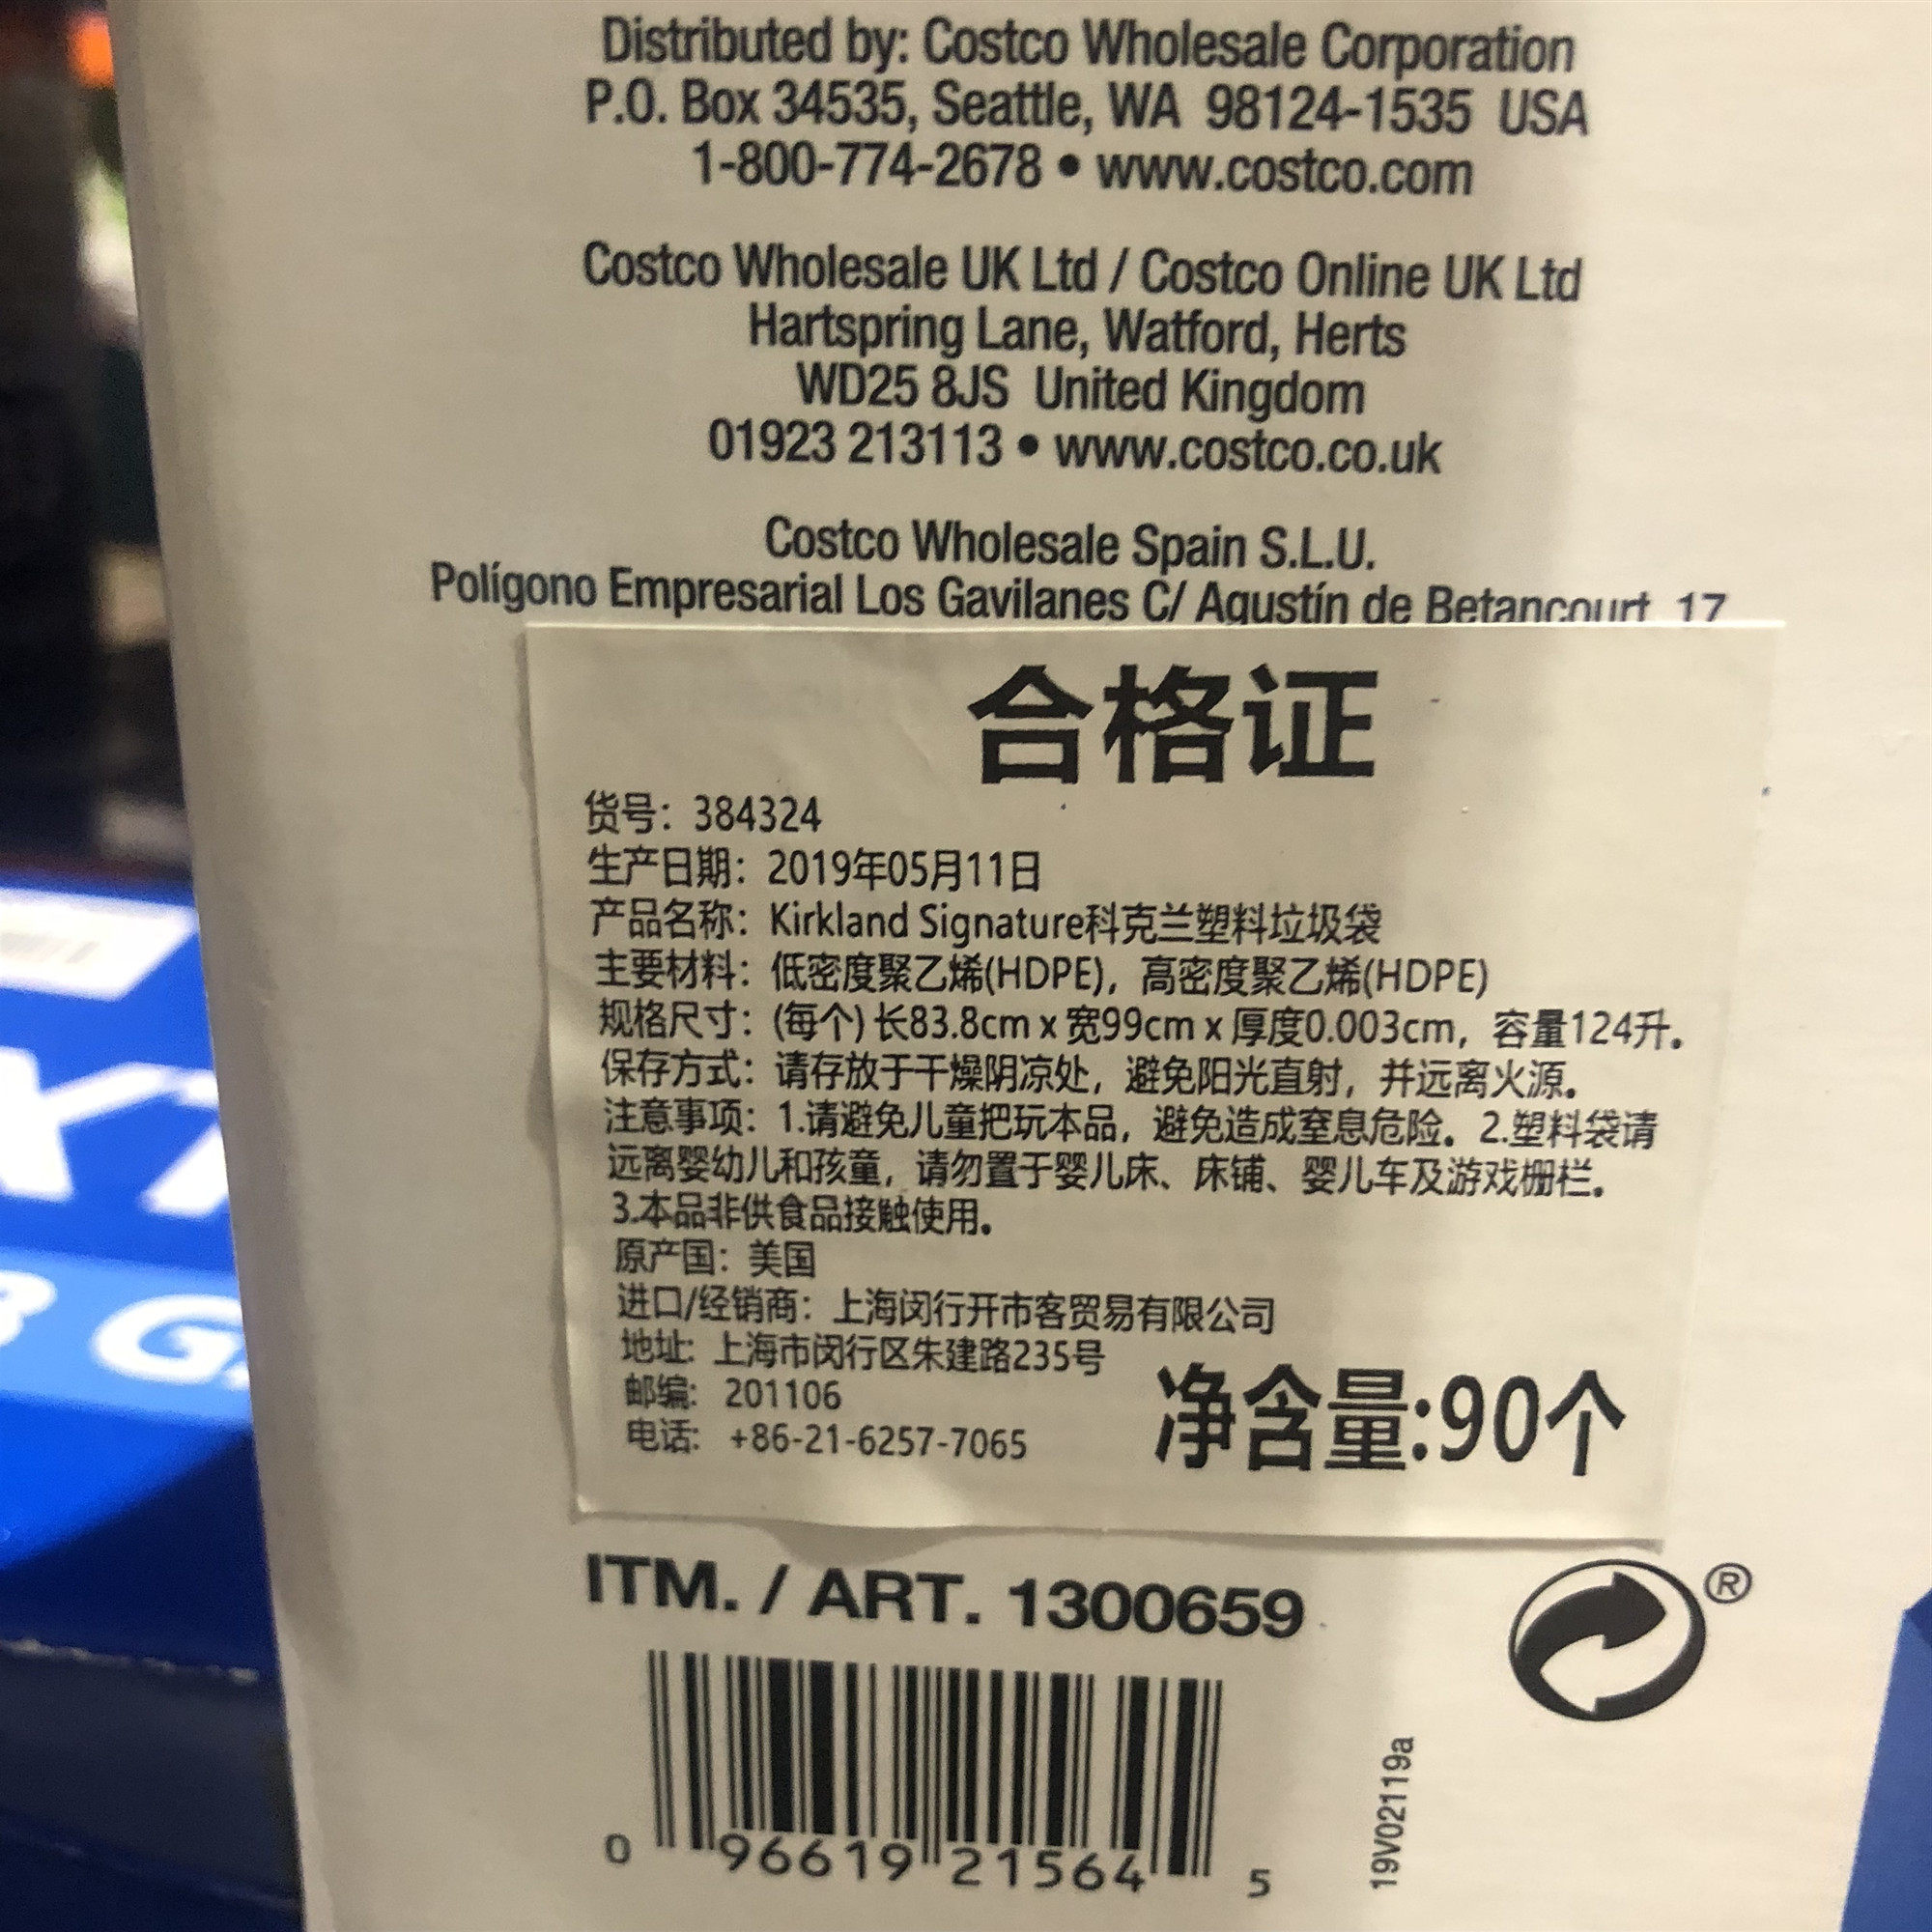 Distributed by: Costco Wholesale Corporation
P.O. Box 34535, Seattle, WA 98124-1535 USA
1-800-774-2678 • www.costco.com
Costco Wholesale UK Ltd / Costco Online UK Ltd
Hartspring Lane, Watford, Herts
WD25 8JS United Kingdom
01923 213113 • www.costco.co.uk
Costco Wholesale Spain S.L.U.
Polígono Empresarial Los Gavilanes C/ Agustín de Betancourt, 17
合格证
货号：384324
生产日期：2019年05月11日
产品名称：Kirkland Signature科克兰塑料垃圾袋
主要材料：低密度聚乙烯(HDPE)，高密度聚乙烯(HDPE)
规格尺寸：(每个) 长83.8cm x 宽99cm x 厚度0.003cm，容量124升。
保存方式：请存放于干燥阴凉处，避免阳光直射，并远离火源。
注意事项：1.请避免儿童把玩本品，避免造成窒息危险。2.塑料袋请
远离婴幼儿和孩童，请勿置于婴儿床、床铺、婴儿车及游戏栅栏。
3.本品非供食品接触使用。
原产国：美国
进口/经销商：上海闵行开市客贸易有限公司
地址：上海市闵行区朱建路235号
邮编：201106
电话：+86-21-6257-7065
净含量:90个
ITM. / ART. 1300659
®
0 96619 21564 5
19V02119a